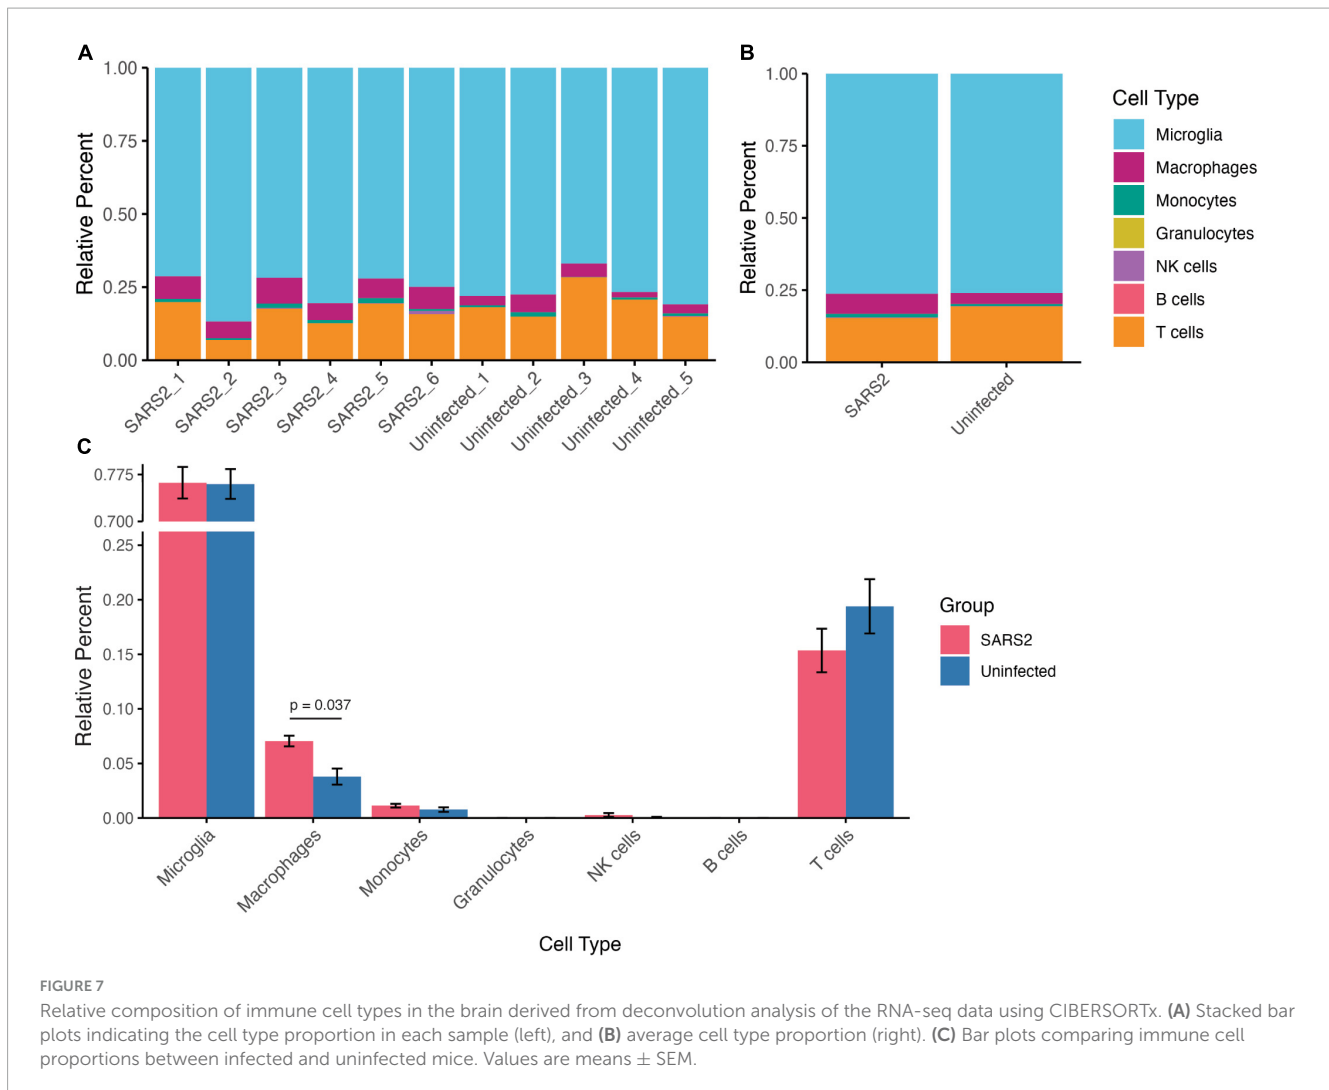 A
Relative Percent
1.00
0.75
0.50
0.25
0.00
SARS2_1
SARS2_2
SARS2_3
SARS2_4
SARS2_5
SARS2_6
Uninfected_1
Uninfected_2
Uninfected_3
Uninfected_4
Uninfected_5
B
Relative Percent
1.00
0.75
0.50
0.25
0.00
SARS2
Uninfected
Cell Type
Microglia
Macrophages
Monocytes
Granulocytes
NK cells
B cells
T cells
C
Relative Percent
0.775
0.700
0.25
0.20
0.15
0.10
0.05
0.00
p = 0.037
Microglia
Macrophages
Monocytes
Granulocytes
NK cells
B cells
T cells
Cell Type
Group
SARS2
Uninfected
FIGURE 7
Relative composition of immune cell types in the brain derived from deconvolution analysis of the RNA-seq data using CIBERSORTx. (A) Stacked bar
plots indicating the cell type proportion in each sample (left), and (B) average cell type proportion (right). (C) Bar plots comparing immune cell
proportions between infected and uninfected mice. Values are means ± SEM.